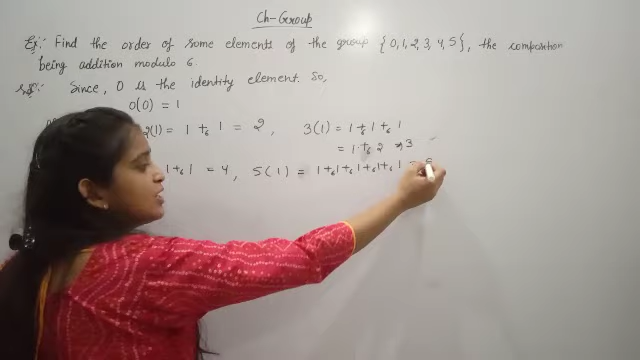 Ch-Group
Ex:- Find the order of some elements of the group {0,1,2,3,4,5}, the composition
being addition modulo 6.
Since, 0 is the identity element. So,
0(0) = 1
2(1) = 1 +₆ 1 = 2, 3(1) = 1 +₆ 1 +₆ 1
= 1 +₆ 2 = 3
1 +₆ 1 = 4, 5(1) = 1 +₆ 1 +₆ 1 +₆ 1 +₆ 1 =